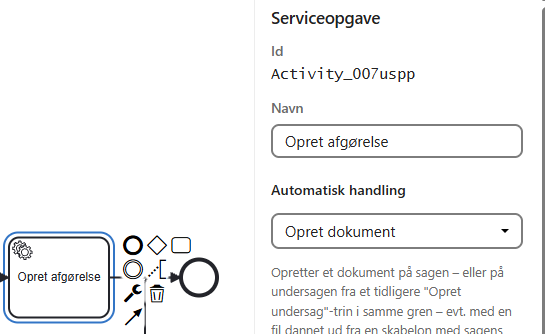 Serviceopgave
Id
Activity_007uspp
Navn
Opret afgørelse
Automatisk handling
Opret dokument
Opret afgørelse
Opretter et dokument på sagen – eller på
undersagen fra et tidligere "Opret
undersag"-trin i samme gren – evt. med en
fil dannet ud fra en skabelon med sagens